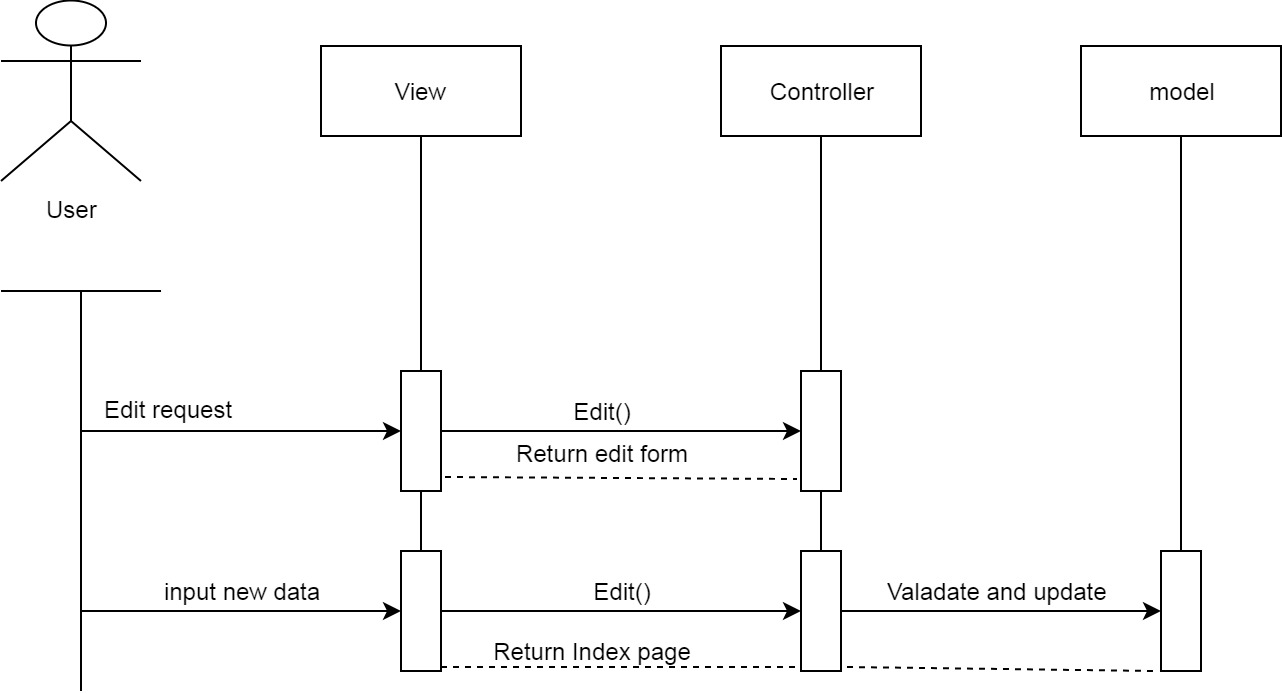 View
Controller
model
User
Edit request
Edit()
Return edit form
input new data
Edit()
Valadate and update
Return Index page